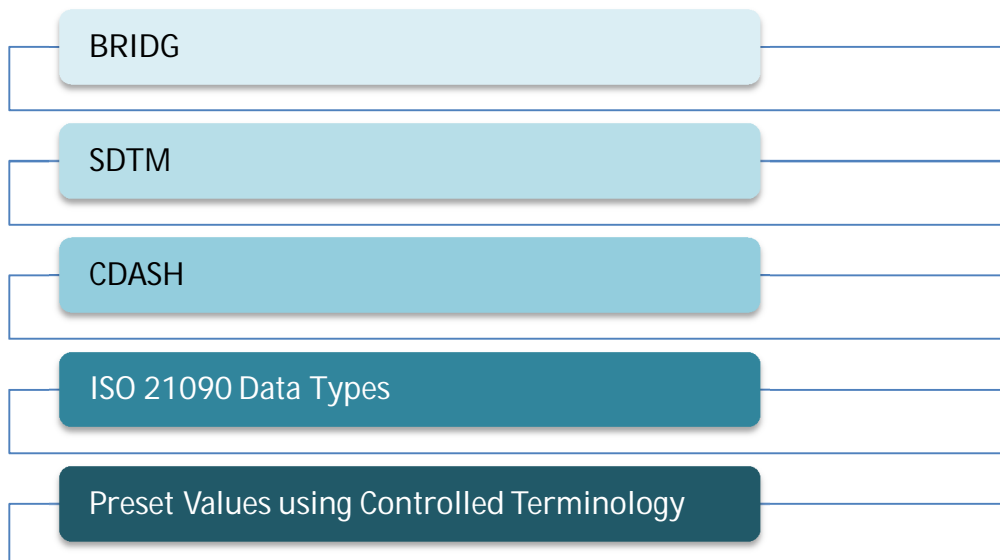 BRIDG
SDTM
CDASH
ISO 21090 Data Types
Preset Values using Controlled Terminology